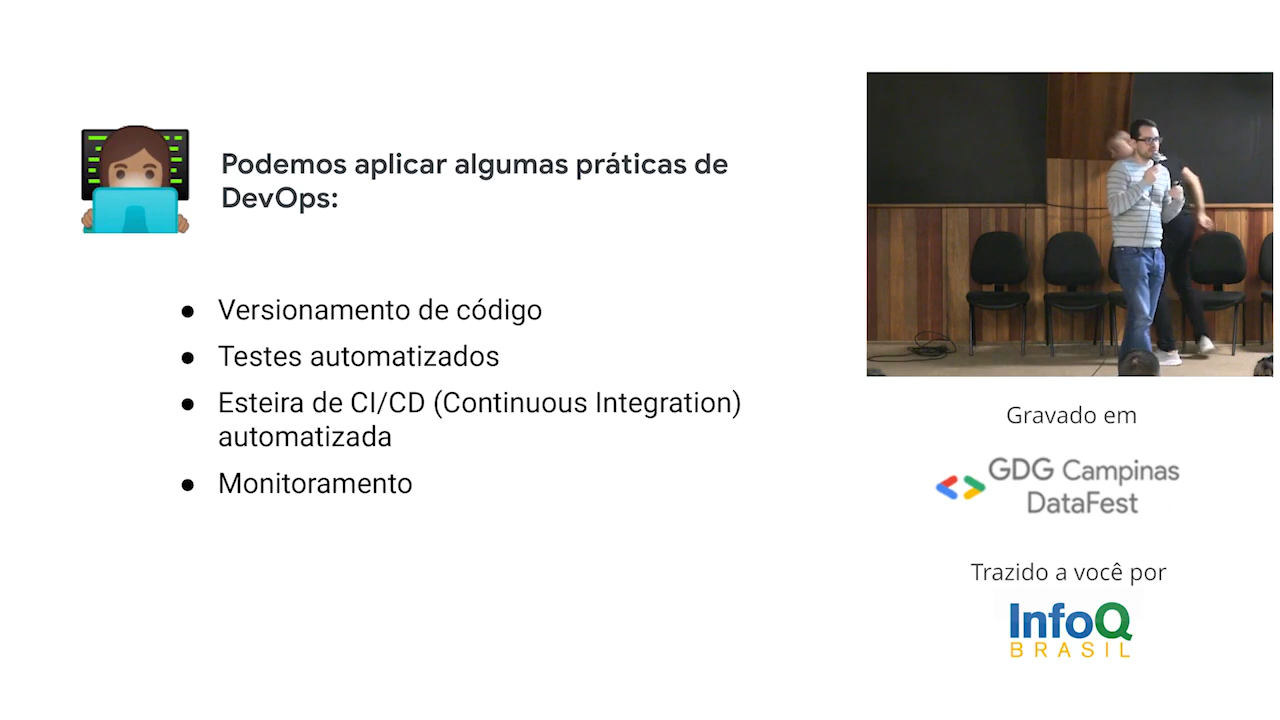 Podemos aplicar algumas práticas de
DevOps:
● Versionamento de código
● Testes automatizados
● Esteira de CI/CD (Continuous Integration)
automatizada
● Monitoramento
Gravado em
GDG Campinas
DataFest
Trazido a você por
InfoQ
BRASIL